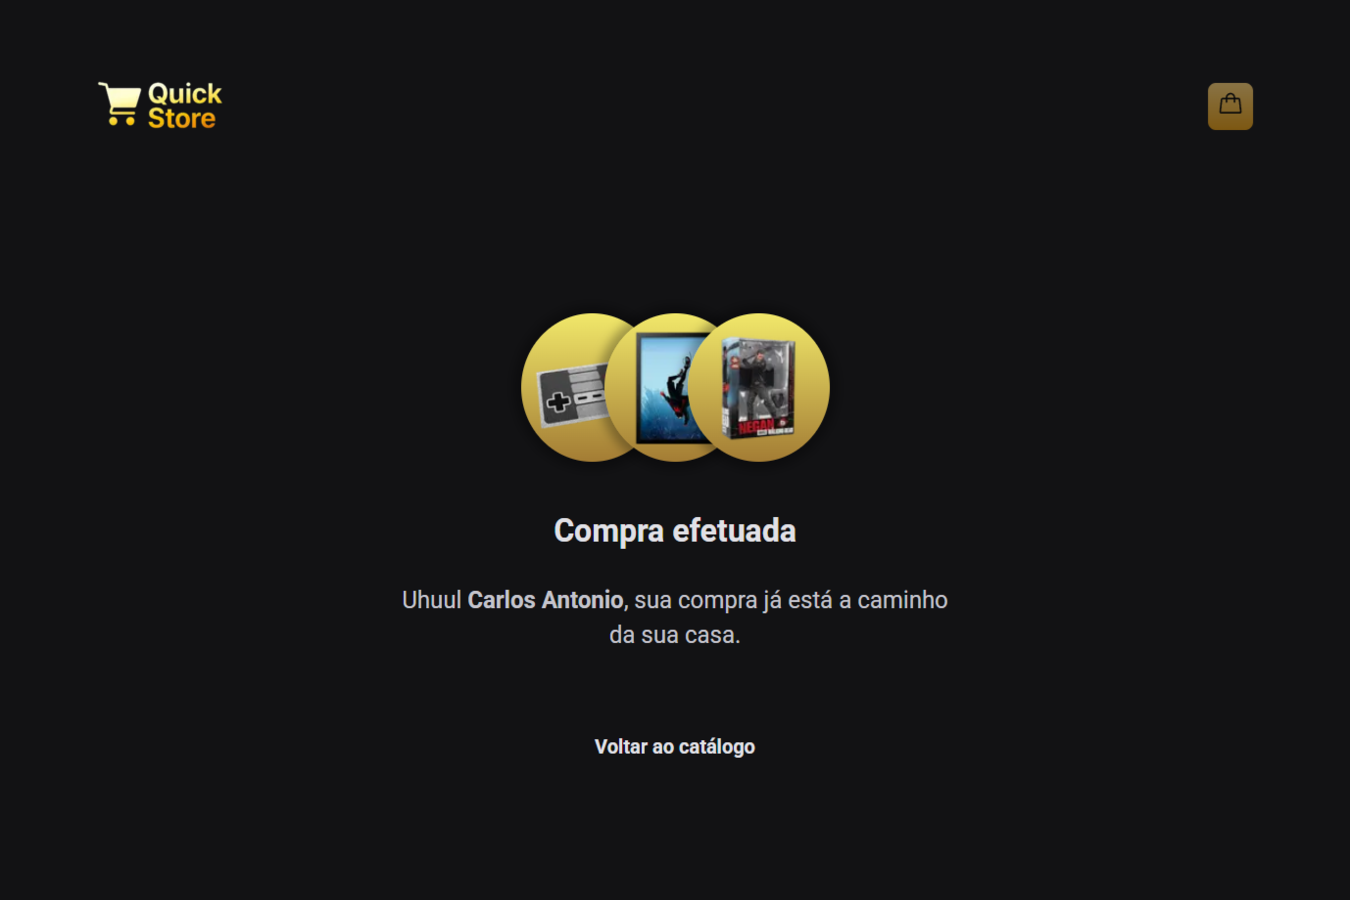 Quick
Store
NEGAN
Compra efetuada
Uhuul Carlos Antonio, sua compra já está a caminho
da sua casa.
Voltar ao catálogo